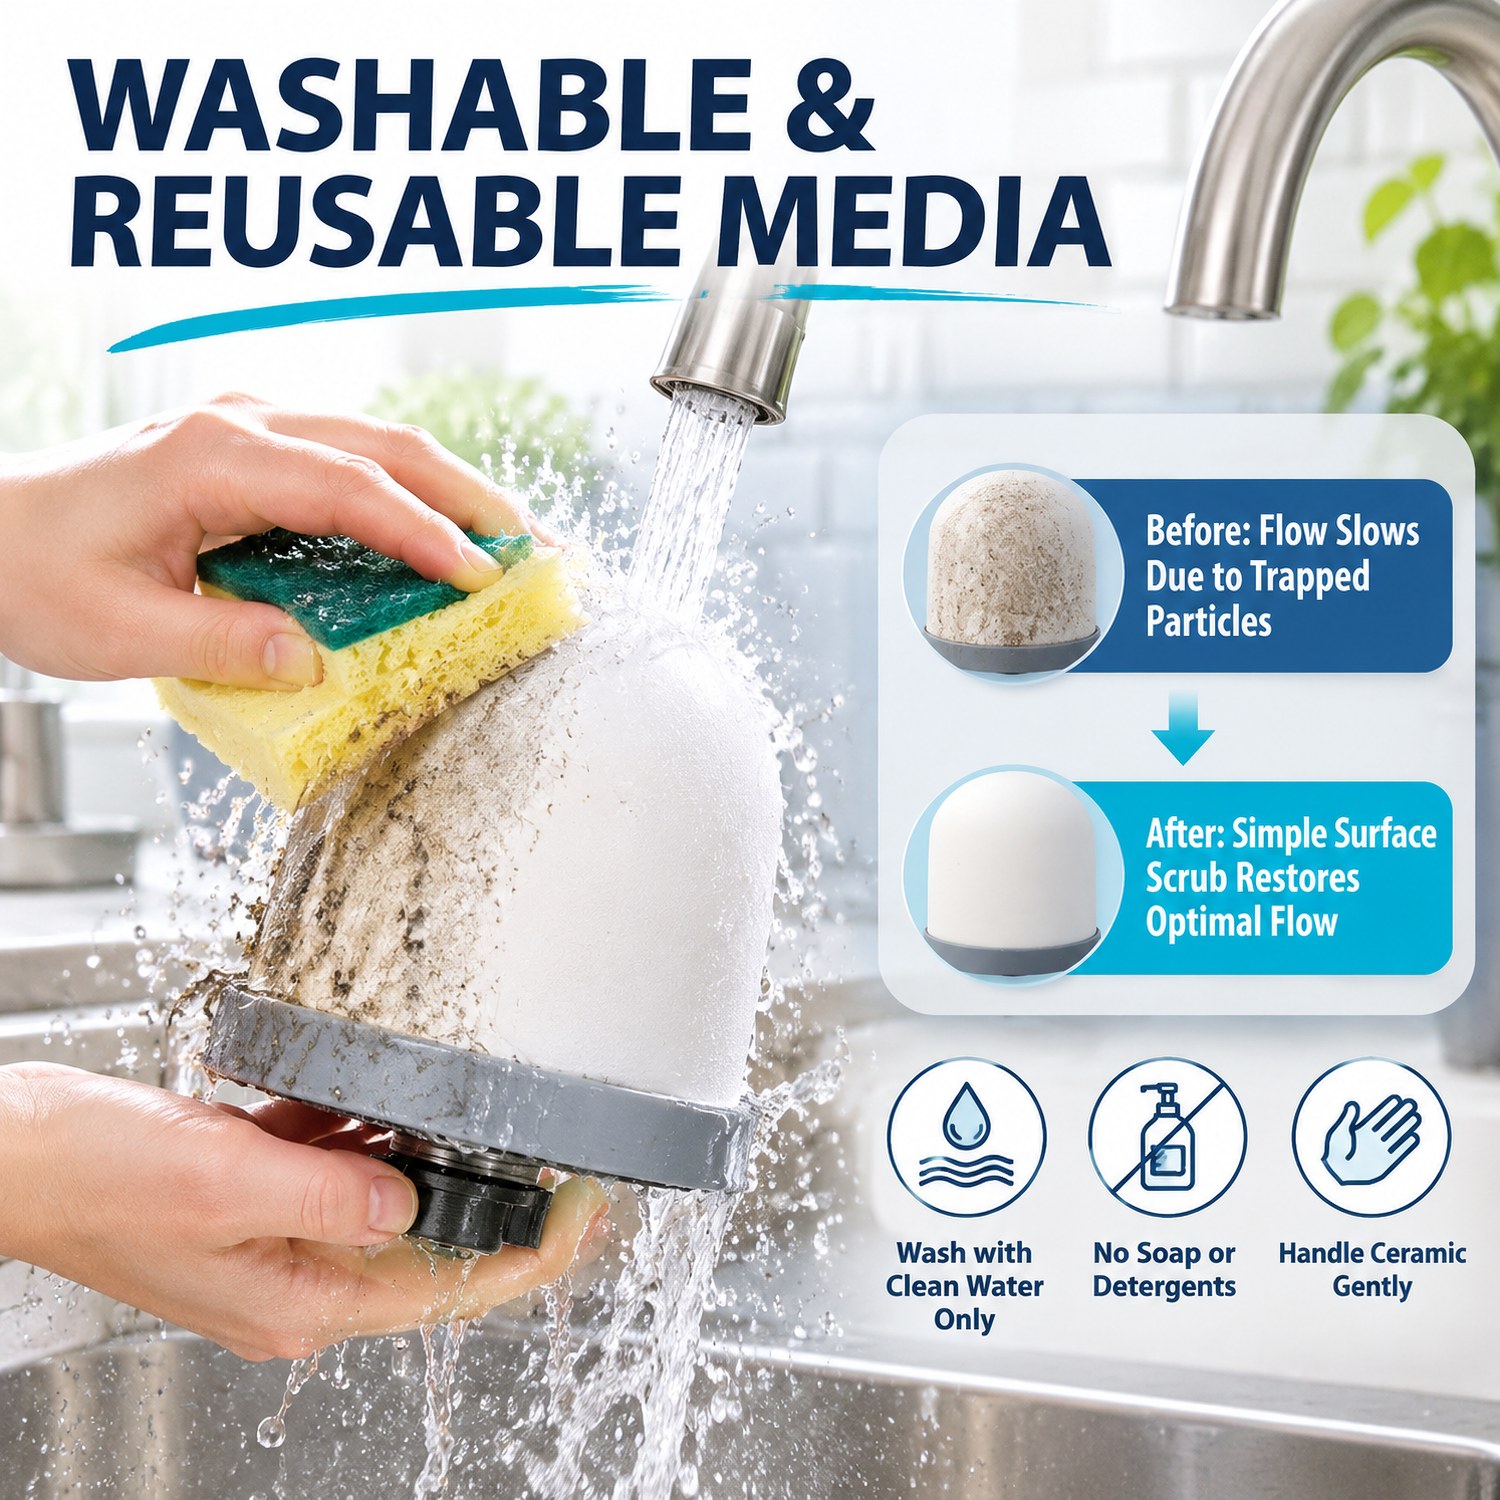 WASHABLE &
REUSABLE MEDIA
Before: Flow Slows
Due to Trapped
Particles
After: Simple Surface
Scrub Restores
Optimal Flow
Wash with
Clean Water
Only
No Soap or
Detergents
Handle Ceramic
Gently